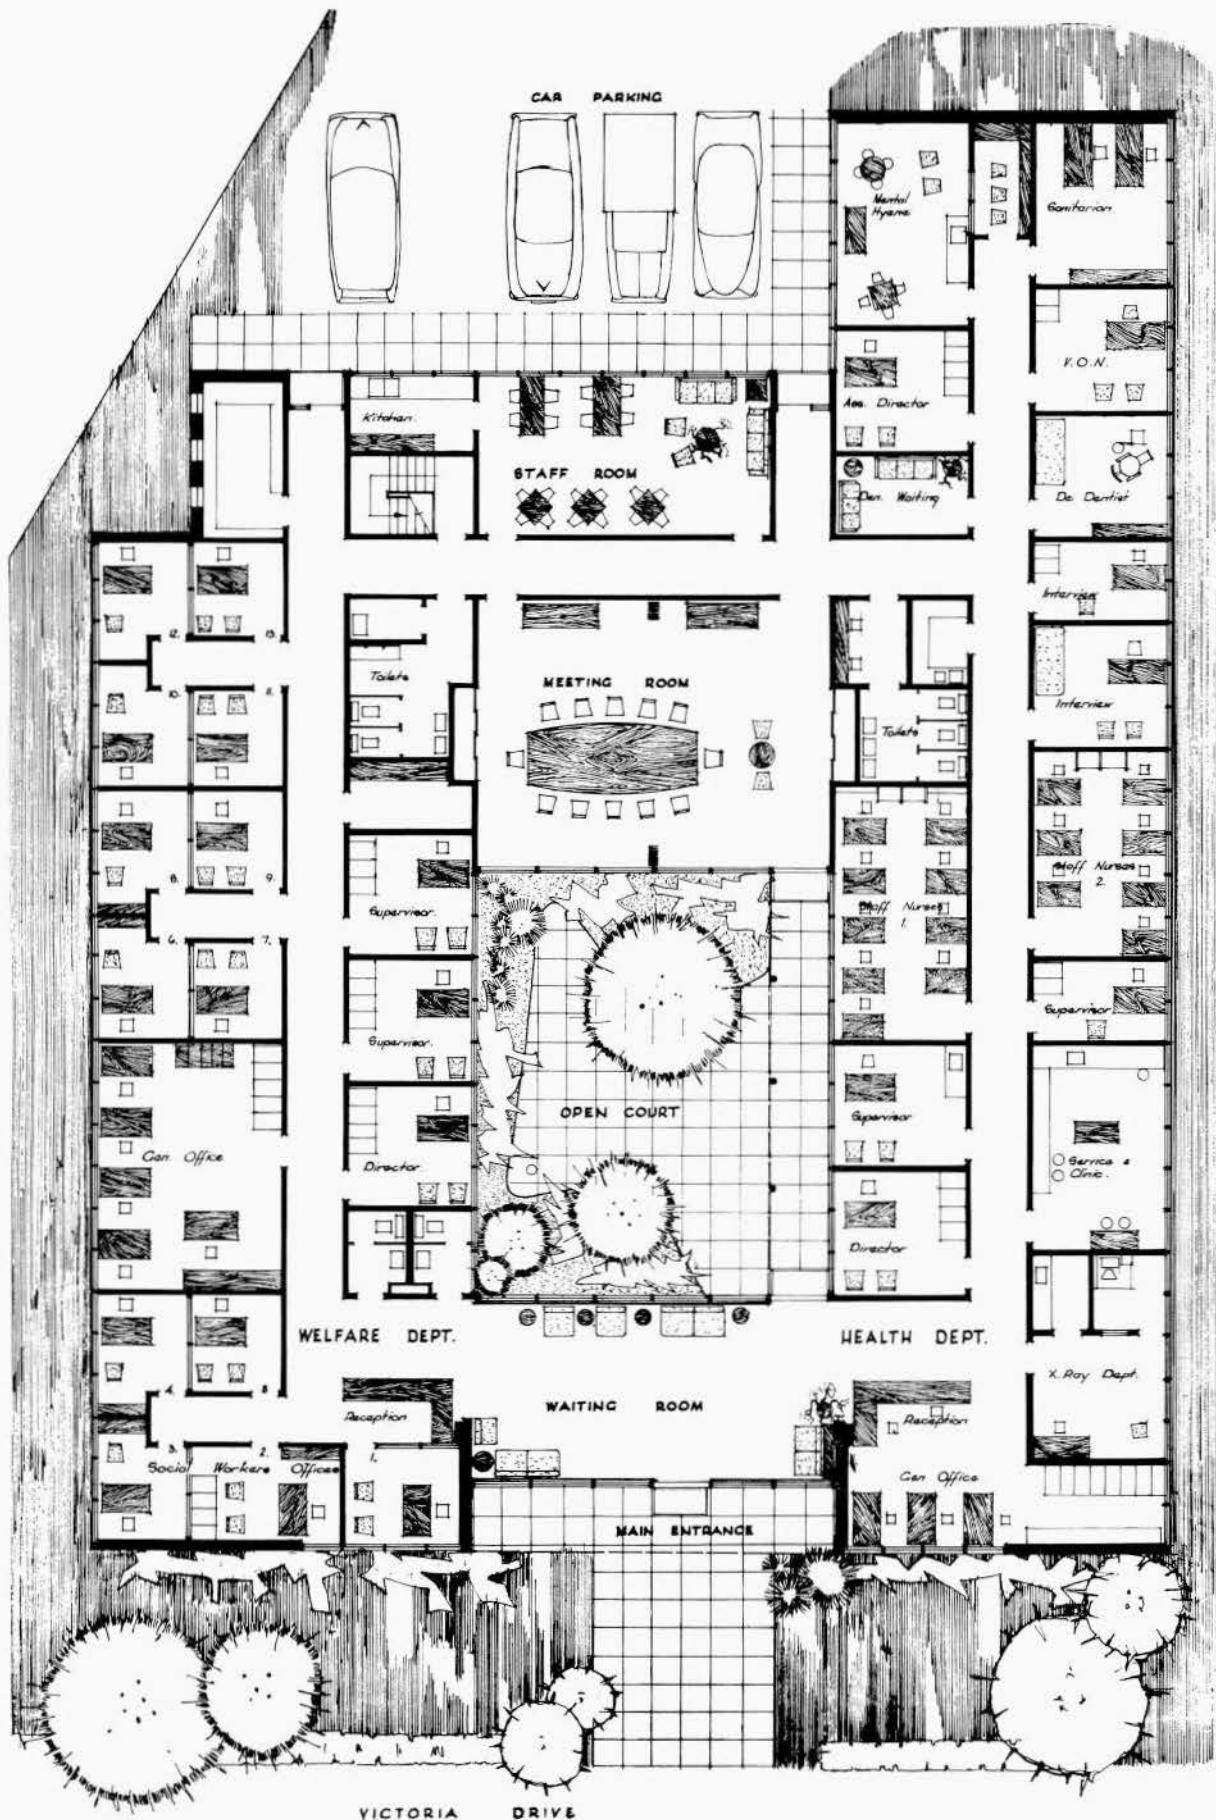 CAR PARKING
Mental
Hygene
Sanitarian
V.O.N.
Kitchen.
Ass. Director
STAFF ROOM
Den. Waiting
De. Dentist
Interview
12.
13.
10.
11.
Toilets
MEETING ROOM
Toilets
Interview
8.
9.
Supervisor.
Staff Nurses
1.
Staff Nurses
2.
6.
7.
Supervisor.
Supervisor
OPEN COURT
Supervisor
Gen. Office
Director.
Service &
Clinic.
Director
WELFARE DEPT.
HEALTH DEPT.
4.
5.
X.Ray Dept.
Reception
WAITING ROOM
Reception
3.
2.
1.
Social Workers Offices
Gen Office
MAIN ENTRANCE
VICTORIA DRIVE